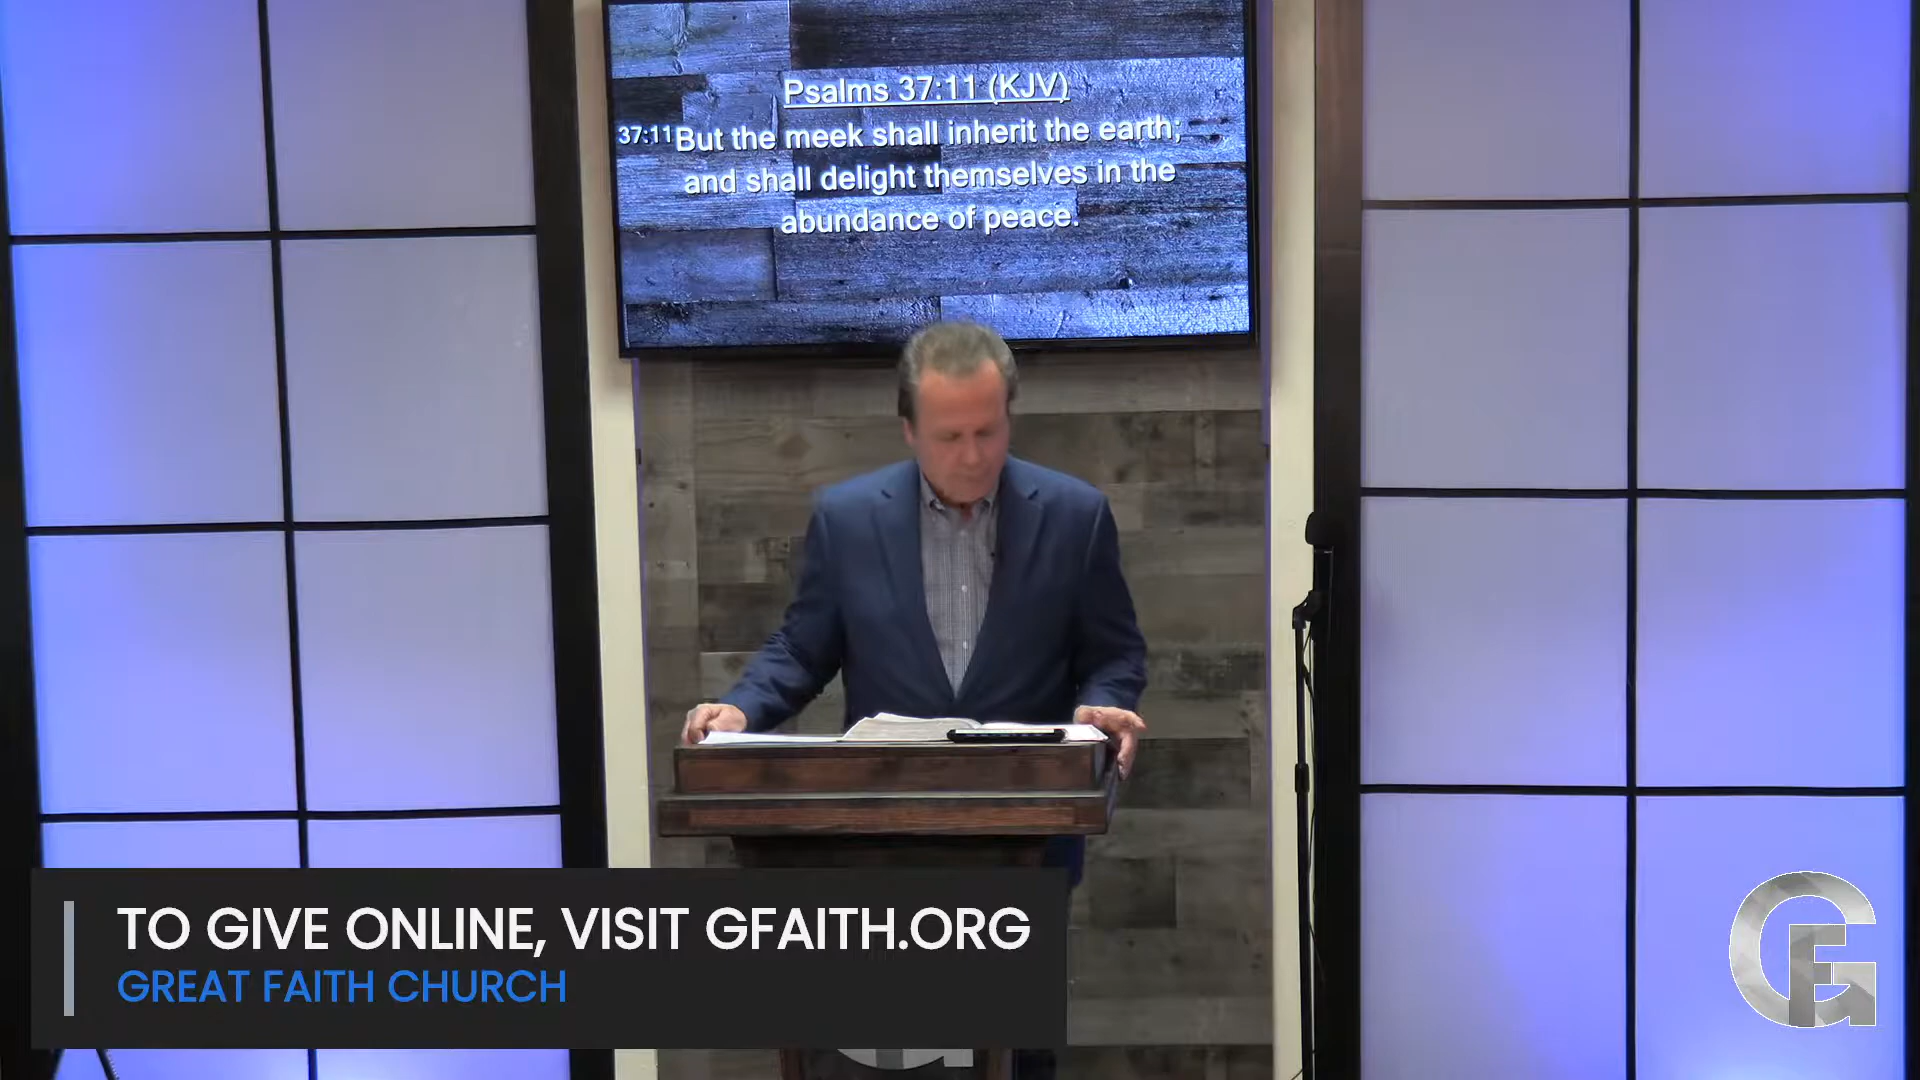 Psalms 37:11 (KJV)
37:11 But the meek shall inherit the earth;
and shall delight themselves in the
abundance of peace.
TO GIVE ONLINE, VISIT GFAITH.ORG
GREAT FAITH CHURCH
GF